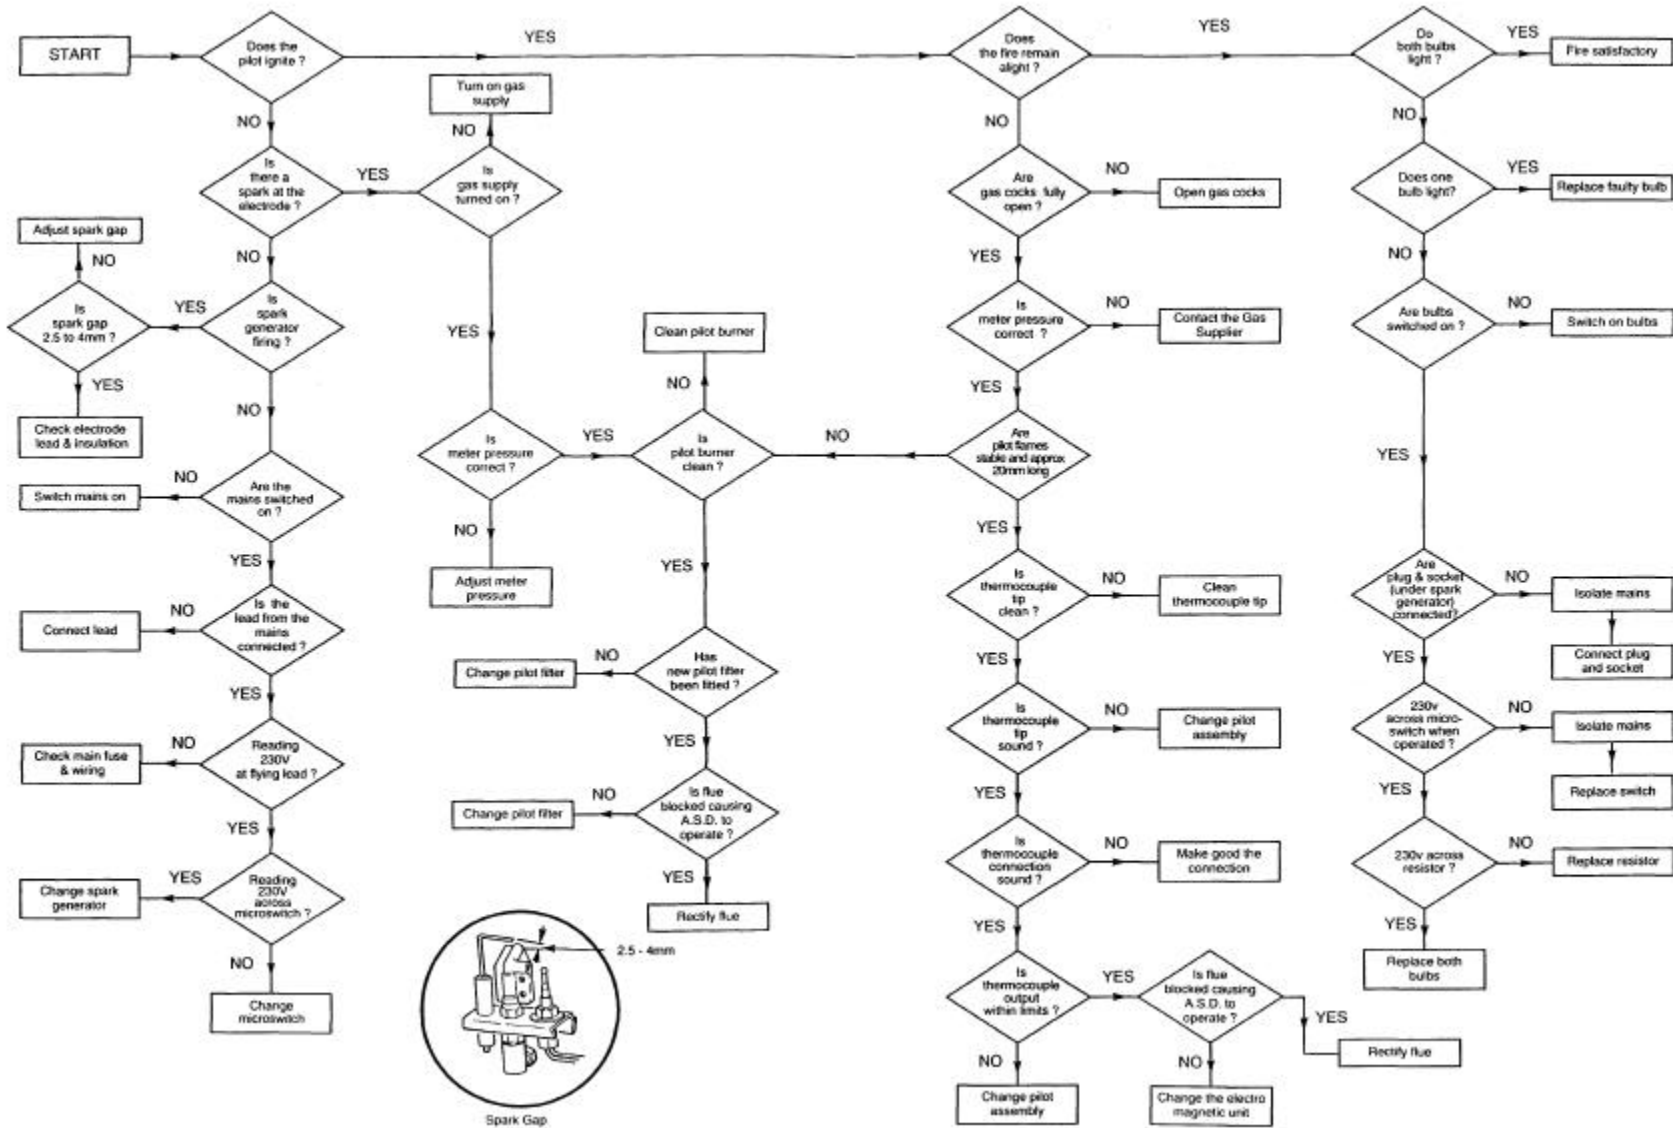 START
Does the
pilot ignite ?
YES
Does
the fire remain
alight ?
YES
Do
both bulbs
light ?
YES
Fire satisfactory
NO
Turn on gas
supply
NO
NO
NO
Is
there a
spark at the
electrode ?
YES
Is
gas supply
turned on ?
Are
gas cocks fully
open ?
NO
Open gas cocks
Does one
bulb light?
YES
Replace faulty bulb
Adjust spark gap
NO
NO
YES
NO
Is
spark gap
2.5 to 4mm ?
YES
Is
spark
generator
firing ?
YES
Clean pilot burner
Is
meter pressure
correct ?
NO
Contact the Gas
Supplier
Are bulbs
switched on ?
NO
Switch on bulbs
YES
NO
NO
YES
Check electrode
lead & insulation
Is
meter pressure
correct ?
YES
Is
pilot burner
clean ?
NO
Are
pilot flames
stable and approx
20mm long
YES
Switch mains on
NO
Are the
mains switched
on ?
NO
YES
YES
YES
Adjust meter
pressure
Is
thermocouple
tip
clean ?
NO
Clean
thermocouple tip
Are
plug & socket
(under spark
generator)
connected?
NO
Isolate mains
Connect plug
and socket
Connect lead
NO
Is the
lead from the
mains
connected ?
YES
YES
YES
Change pilot filter
NO
Has
new pilot filter
been fitted ?
Is
thermocouple
tip
sound ?
NO
Change pilot
assembly
230v
across micro-
switch when
operated ?
NO
Isolate mains
Replace switch
Check main fuse
& wiring
NO
Reading
230V
at flying lead ?
YES
YES
YES
YES
Change pilot filter
NO
Is flue
blocked causing
A.S.D. to
operate ?
Is
thermocouple
connection
sound ?
NO
Make good the
connection
230v across
resistor ?
NO
Replace resistor
Change spark
generator
YES
Reading
230V
across
microswitch ?
YES
Rectify flue
YES
YES
Replace both
bulbs
NO
Change
microswitch
2.5 - 4mm
Spark Gap
Is
thermocouple
output
within limits ?
YES
Is flue
blocked causing
A.S.D. to
operate ?
YES
Rectify flue
NO
NO
Change pilot
assembly
Change the electro
magnetic unit